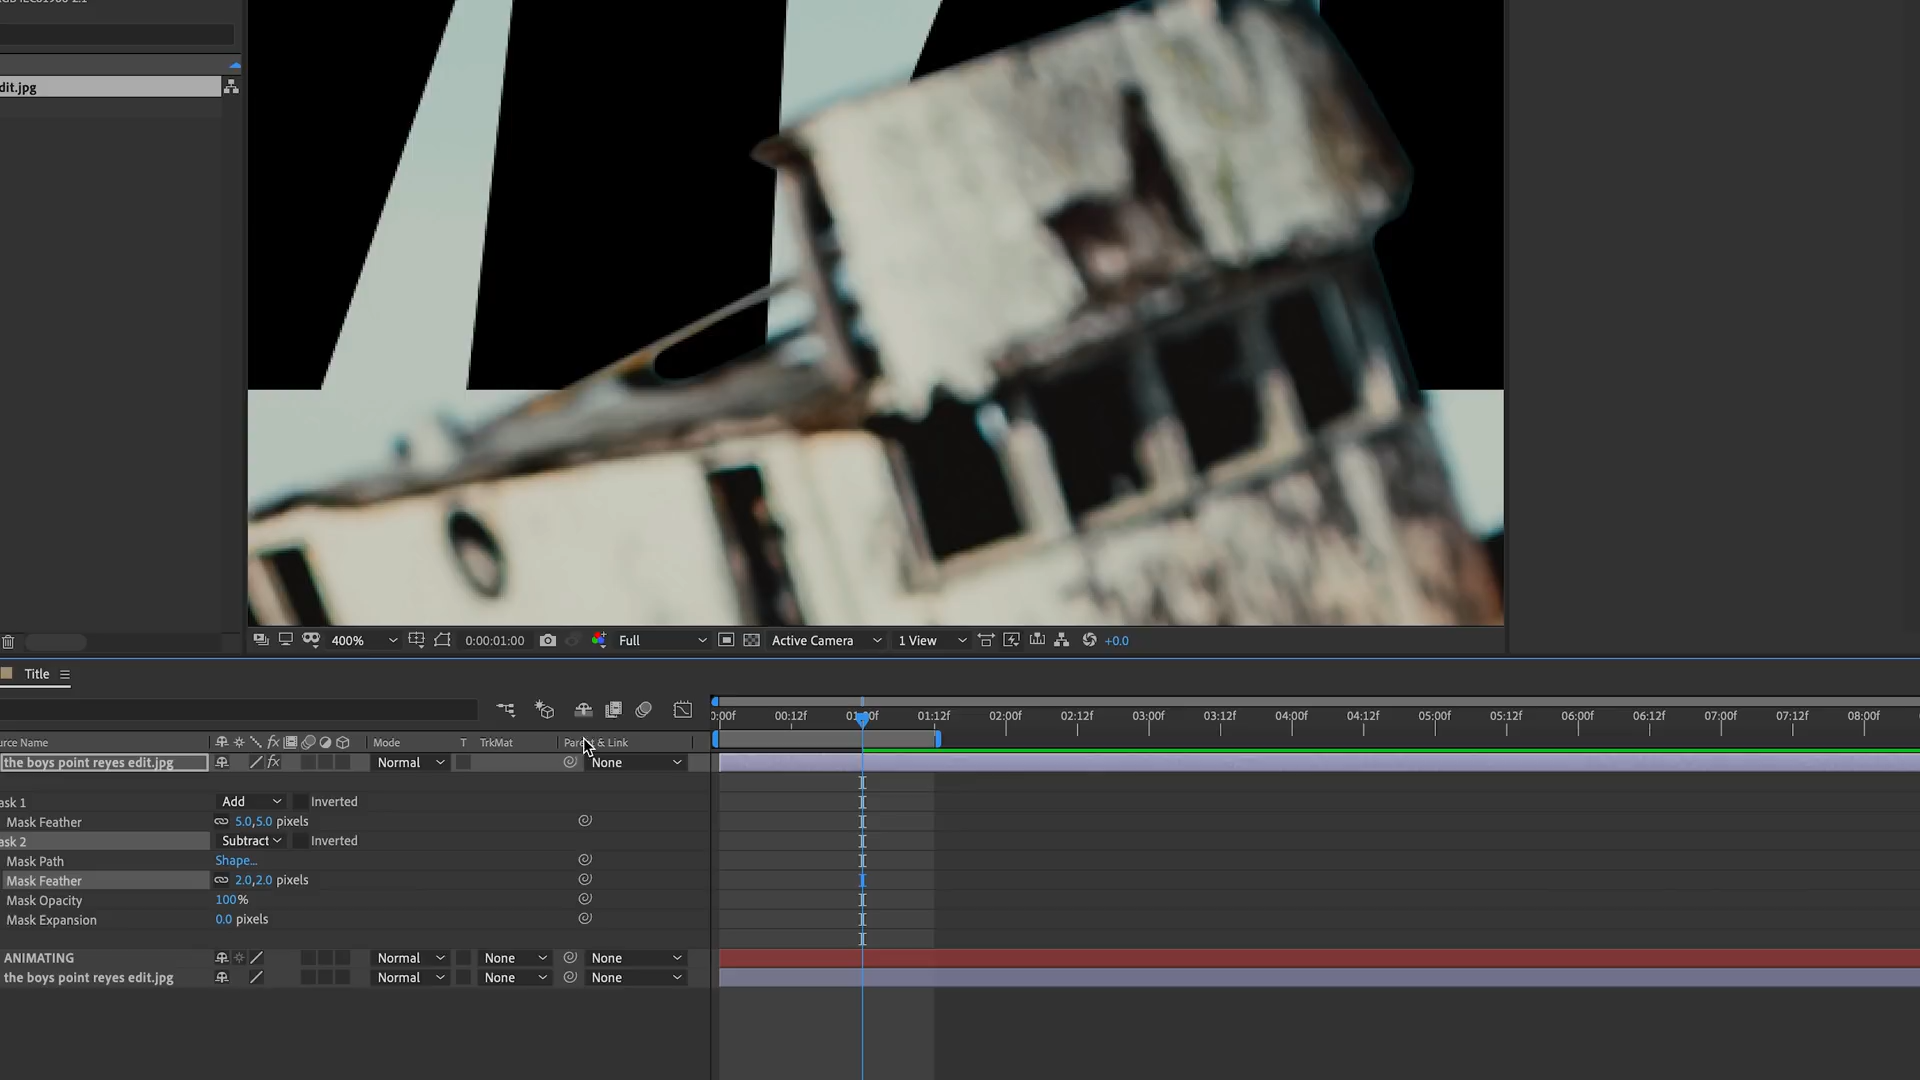 dit.jpg
400%
0:00:01:00
Full
Active Camera
1 View
+0.0
Title
:00f 00:12f 01:00f 01:12f 02:00f 02:12f 03:00f 03:12f 04:00f 04:12f 05:00f 05:12f 06:00f 06:12f 07:00f 07:12f 08:00f
urce Name fx Mode T TrkMat Parent & Link
the boys point reyes edit.jpg fx Normal None
ask 1 Add Inverted
Mask Feather 5.0,5.0 pixels
ask 2 Subtract Inverted
Mask Path Shape...
Mask Feather 2.0,2.0 pixels
Mask Opacity 100%
Mask Expansion 0.0 pixels
ANIMATING Normal None None
the boys point reyes edit.jpg Normal None None